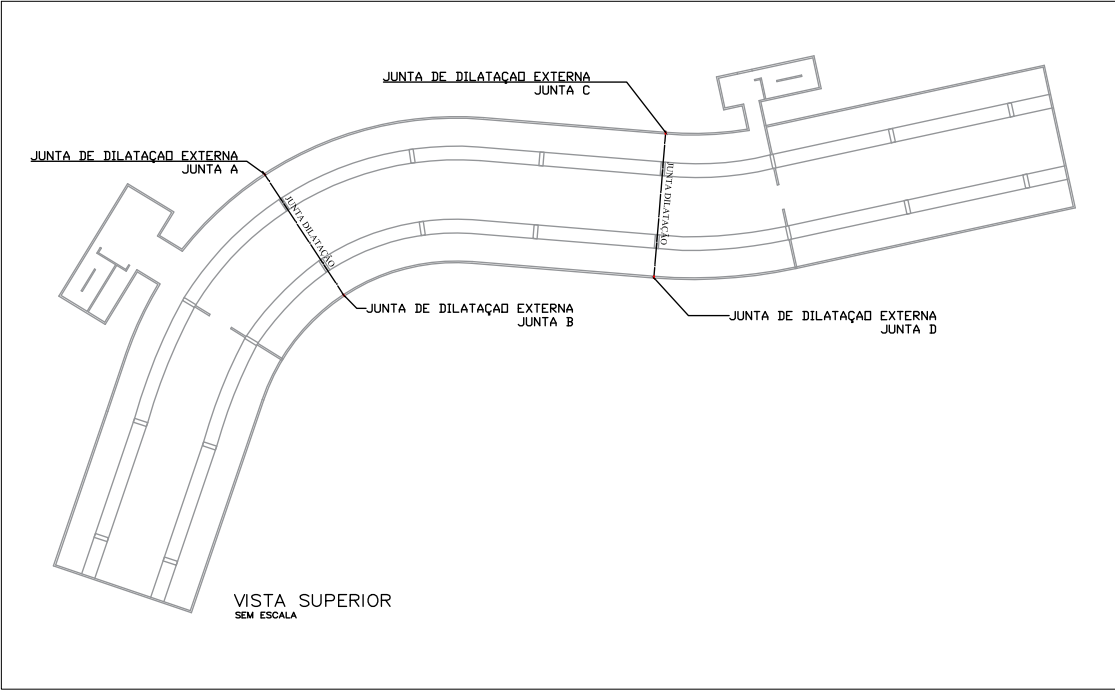 JUNTA DE DILATAÇAO EXTERNA
JUNTA C
JUNTA DE DILATAÇAO EXTERNA
JUNTA A
JUNTA DILATAÇÃO
JUNTA DILATAÇÃO
JUNTA DE DILATAÇAO EXTERNA
JUNTA B
JUNTA DE DILATAÇAO EXTERNA
JUNTA D
VISTA SUPERIOR
SEM ESCALA